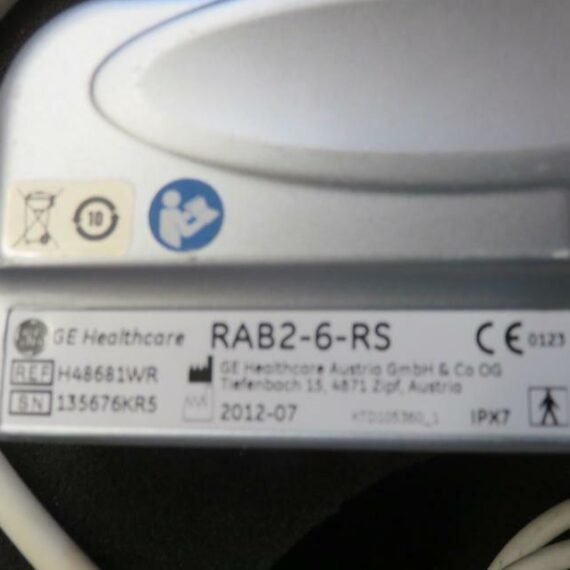 10
GE Healthcare RAB2-6-RS CE 0123
REF H48681WR GE Healthcare Austria GmbH & Co OG
Tiefenbach 15, 4871 Zipf, Austria
SN 135676KR5 2012-07 KTD105360_1 IPX7